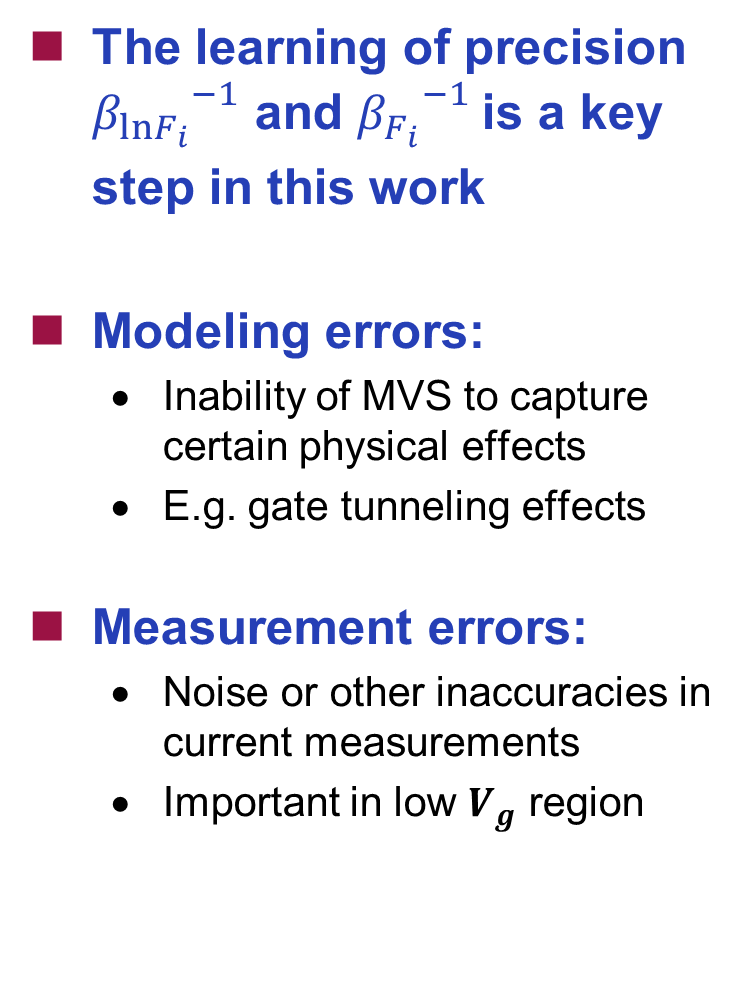 ■ The learning of precision
$\beta_{\ln F_i}^{-1}$ and $\beta_{F_i}^{-1}$ is a key
step in this work
■ Modeling errors:
• Inability of MVS to capture
certain physical effects
• E.g. gate tunneling effects
■ Measurement errors:
• Noise or other inaccuracies in
current measurements
• Important in low $V_g$ region